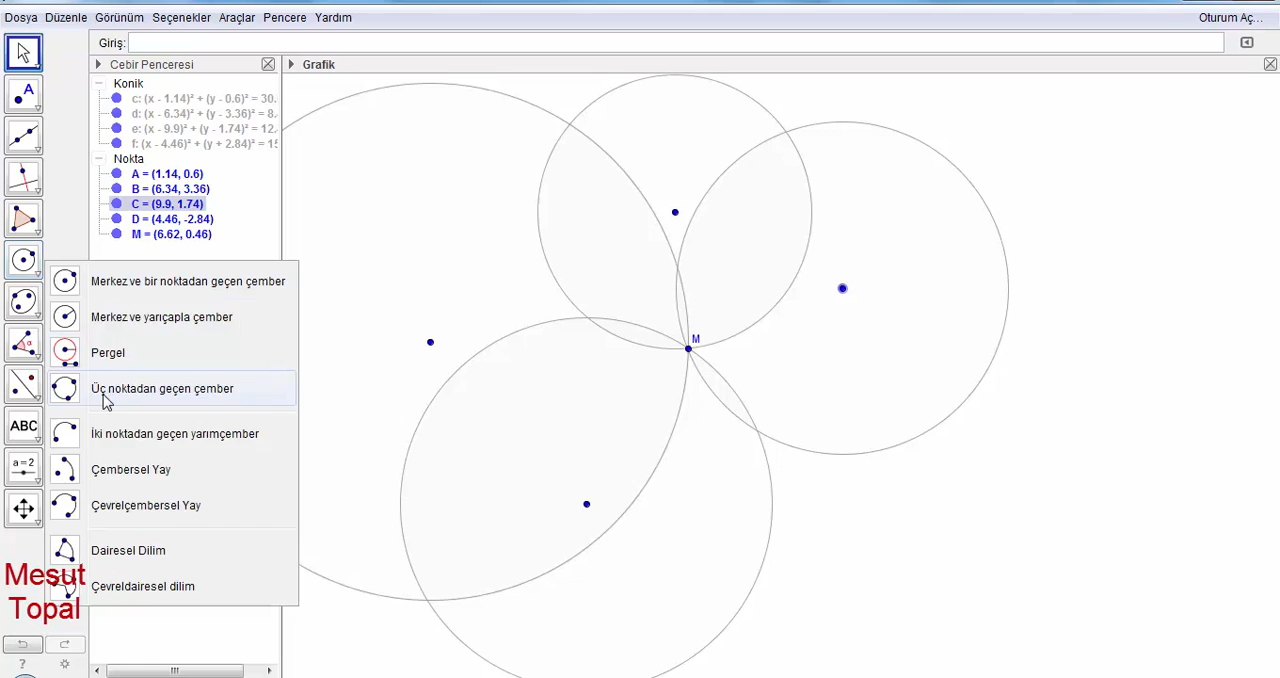 Dosya Düzenle Görünüm Seçenekler Araçlar Pencere Yardım Oturum Aç...
Giriş:
Cebir Penceresi
Grafik
Konik
c: (x - 1.14)² + (y - 0.6)² = 30.
d: (x - 6.34)² + (y - 3.36)² = 8.
e: (x - 9.9)² + (y - 1.74)² = 12.
f: (x - 4.46)² + (y + 2.84)² = 15
Nokta
A = (1.14, 0.6)
B = (6.34, 3.36)
C = (9.9, 1.74)
D = (4.46, -2.84)
M = (6.62, 0.46)
Merkez ve bir noktadan geçen çember
Merkez ve yarıçapla çember
Pergel
Üç noktadan geçen çember
İki noktadan geçen yarımçember
Çembersel Yay
Çevrelçembersel Yay
Dairesel Dilim
Çevreldairesel dilim
A
α
ABC
a=2
M
Mesut
Topal
?